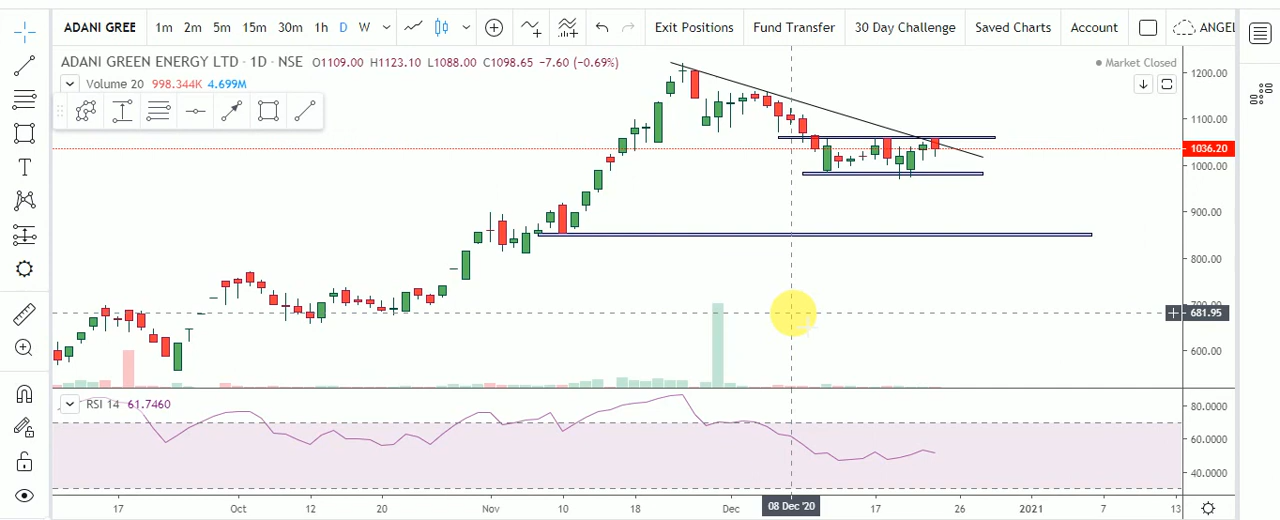 ADANI GREE 1m 2m 5m 15m 30m 1h D W Exit Positions Fund Transfer 30 Day Challenge Saved Charts Account ANGEL
ADANI GREEN ENERGY LTD · 1D · NSE O1109.00 H1123.10 L1088.00 C1098.65 -7.60 (-0.69%)
Market Closed
Volume 20 998.344K 4.699M
1200.00
1100.00
1036.20
1000.00
900.00
800.00
700.00
681.95
600.00
RSI 14 61.7460
80.0000
60.0000
40.0000
17 Oct 12 20 Nov 10 18 Dec 08 Dec '20 17 26 2021 7 13